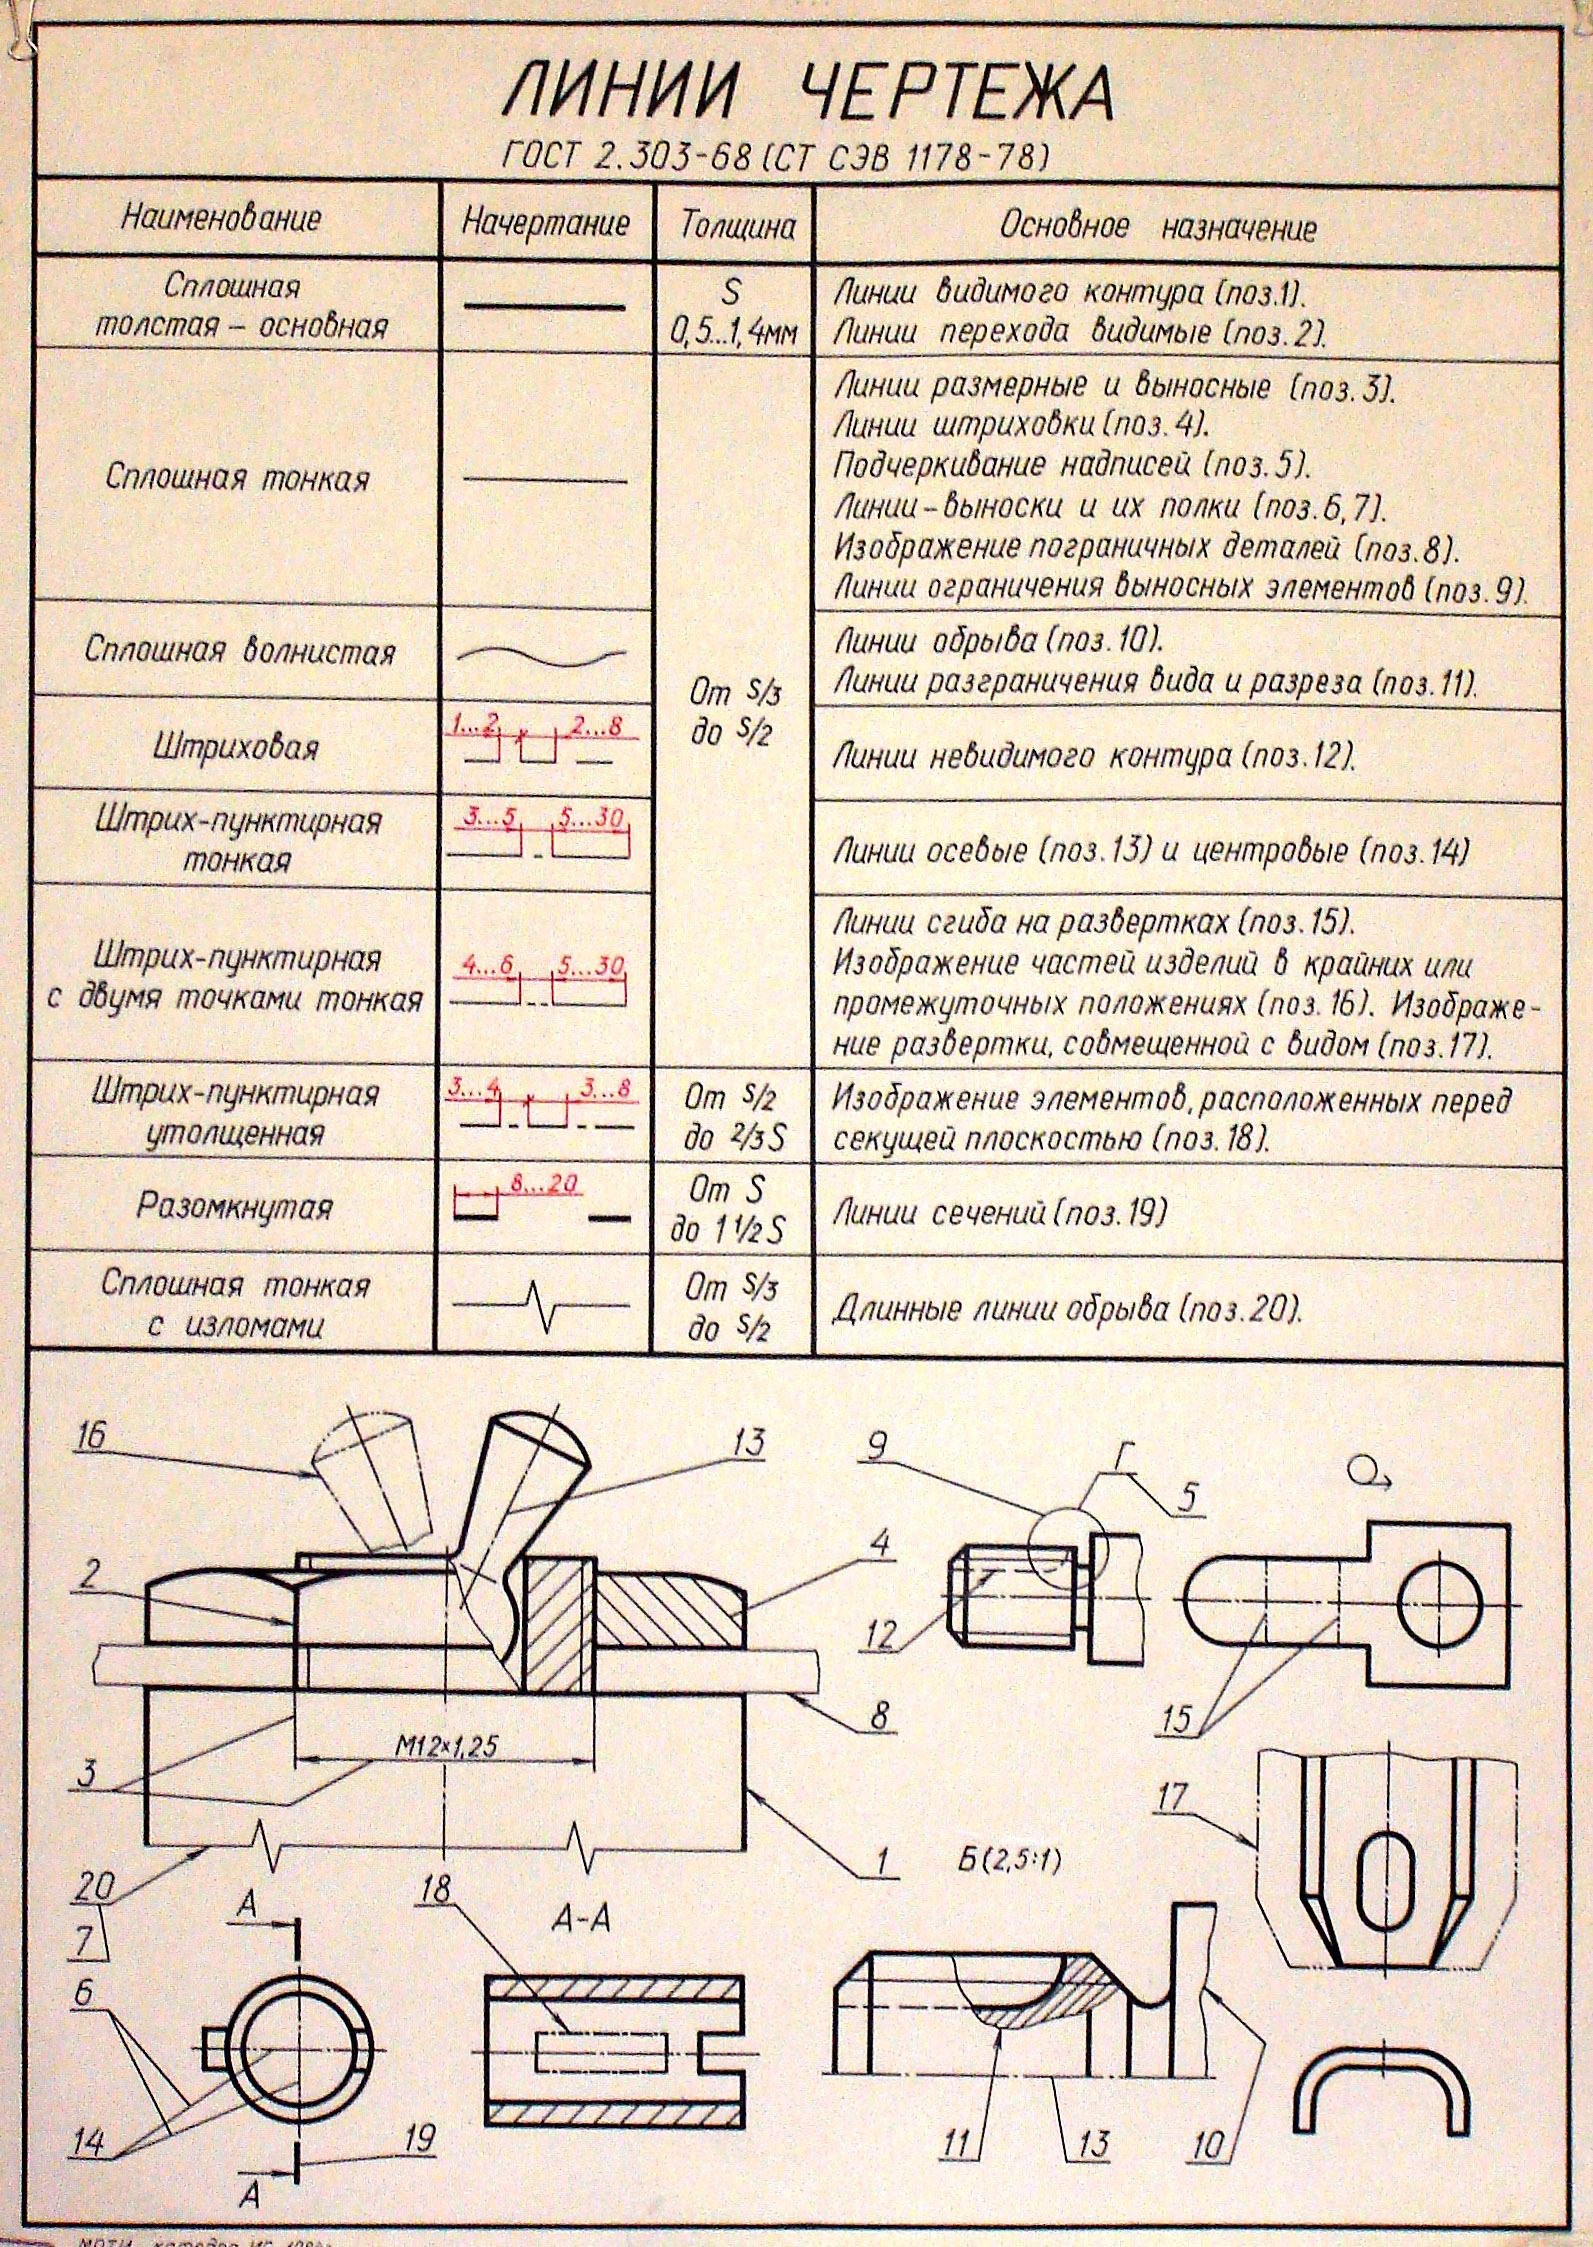 ЛИНИИ ЧЕРТЕЖА
ГОСТ 2.303-68 (СТ СЭВ 1178-78)
Наименование Начертание Толщина Основное назначение
Сплошная
толстая – основная
S
0,5...1,4мм
Линии видимого контура (поз.1).
Линии перехода видимые (поз.2).
Сплошная тонкая
Линии размерные и выносные (поз.3).
Линии штриховки (поз.4).
Подчеркивание надписей (поз.5).
Линии-выноски и их полки (поз.6,7).
Изображение пограничных деталей (поз.8).
Линии ограничения выносных элементов (поз.9).
От S/3
до S/2
Сплошная волнистая
Линии обрыва (поз.10).
Линии разграничения вида и разреза (поз.11).
Штриховая
1...2 2...8
Линии невидимого контура (поз.12).
Штрих-пунктирная
тонкая
3...5 5...30
Линии осевые (поз.13) и центровые (поз.14)
Штрих-пунктирная
с двумя точками тонкая
4...6 5...30
Линии сгиба на развертках (поз.15).
Изображение частей изделий в крайних или
промежуточных положениях (поз.16). Изображе-
ние развертки, совмещенной с видом (поз.17).
Штрих-пунктирная
утолщенная
3...4 3...8
От S/2
до 2/3 S
Изображение элементов, расположенных перед
секущей плоскостью (поз.18).
Разомкнутая
8...20
От S
до 1 1/2 S
Линии сечений (поз.19)
Сплошная тонкая
с изломами
От S/3
до S/2
Длинные линии обрыва (поз.20).
16
13
9
Г
5
2
4
12
8
15
М12×1,25
3
17
1
Б(2,5:1)
20
7
А
18
А-А
6
14
19
А
11
13
10